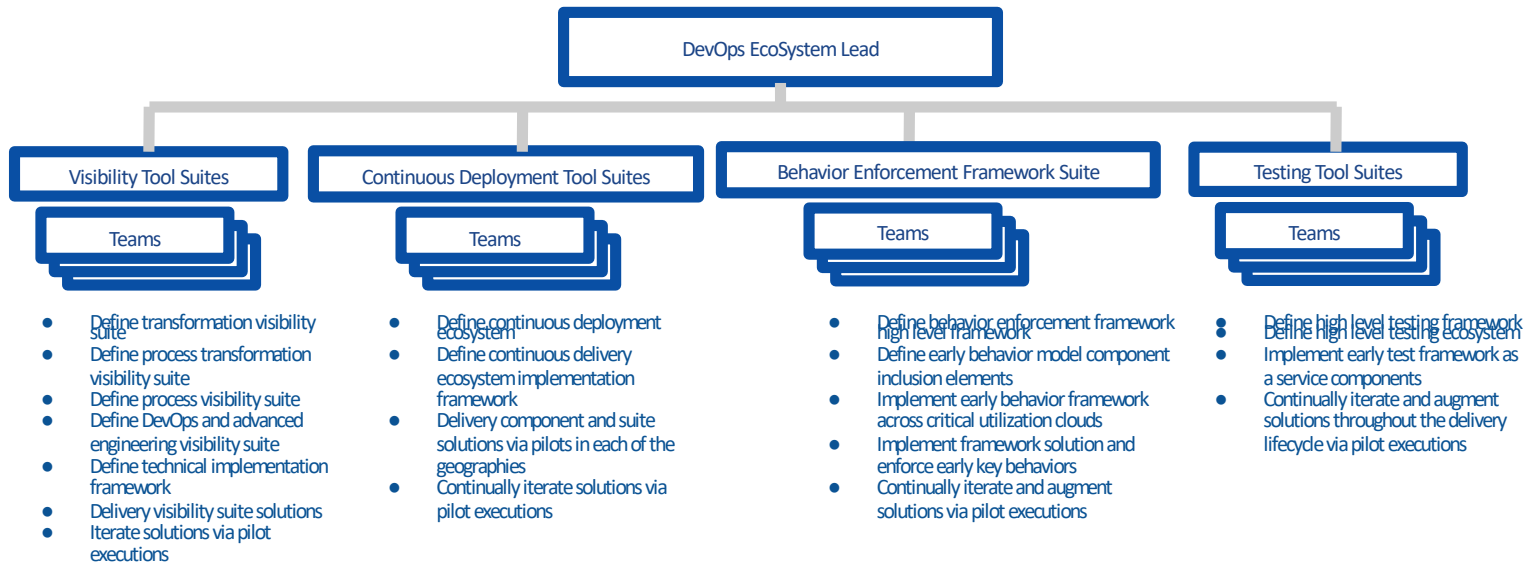 DevOps EcoSystem Lead
Visibility Tool Suites
Continuous Deployment Tool Suites
Behavior Enforcement Framework Suite
Testing Tool Suites
Teams
Teams
Teams
Teams
● Define transformation visibility
suite
● Define process transformation
visibility suite
● Define process visibility suite
● Define DevOps and advanced
engineering visibility suite
● Define technical implementation
framework
● Delivery visibility suite solutions
● Iterate solutions via pilot
executions
● Define continuous deployment
ecosystem
● Define continuous delivery
ecosystem implementation
framework
● Delivery component and suite
solutions via pilots in each of the
geographies
● Continually iterate solutions via
pilot executions
● Define behavior enforcement framework
high level framework
● Define early behavior model component
inclusion elements
● Implement early behavior framework
across critical utilization clouds
● Implement framework solution and
enforce early key behaviors
● Continually iterate and augment
solutions via pilot executions
● Define high level testing framework
● Define high level testing ecosystem
● Implement early test framework as
a service components
● Continually iterate and augment
solutions throughout the delivery
lifecycle via pilot executions